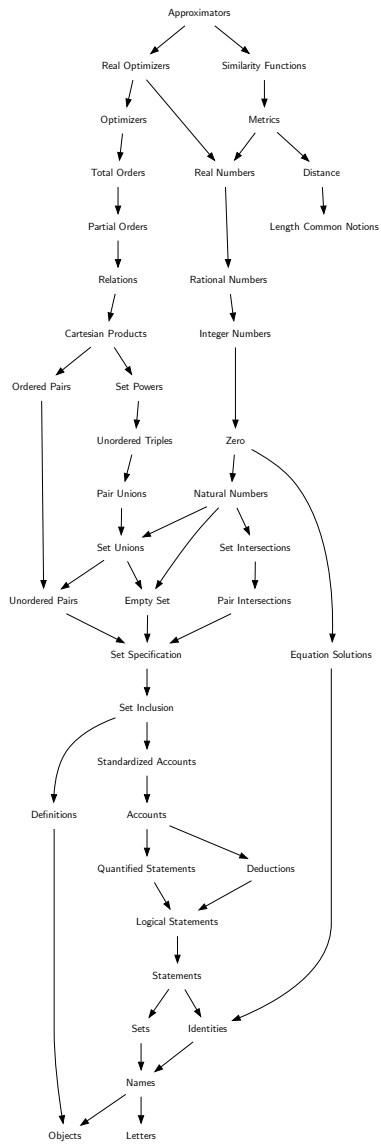 Approximators
Real Optimizers
Similarity Functions
Optimizers
Metrics
Total Orders
Real Numbers
Distance
Partial Orders
Length Common Notions
Relations
Rational Numbers
Cartesian Products
Integer Numbers
Ordered Pairs
Set Powers
Unordered Triples
Zero
Pair Unions
Natural Numbers
Set Unions
Set Intersections
Unordered Pairs
Empty Set
Pair Intersections
Set Specification
Equation Solutions
Set Inclusion
Standardized Accounts
Definitions
Accounts
Quantified Statements
Deductions
Logical Statements
Statements
Sets
Identities
Names
Objects
Letters